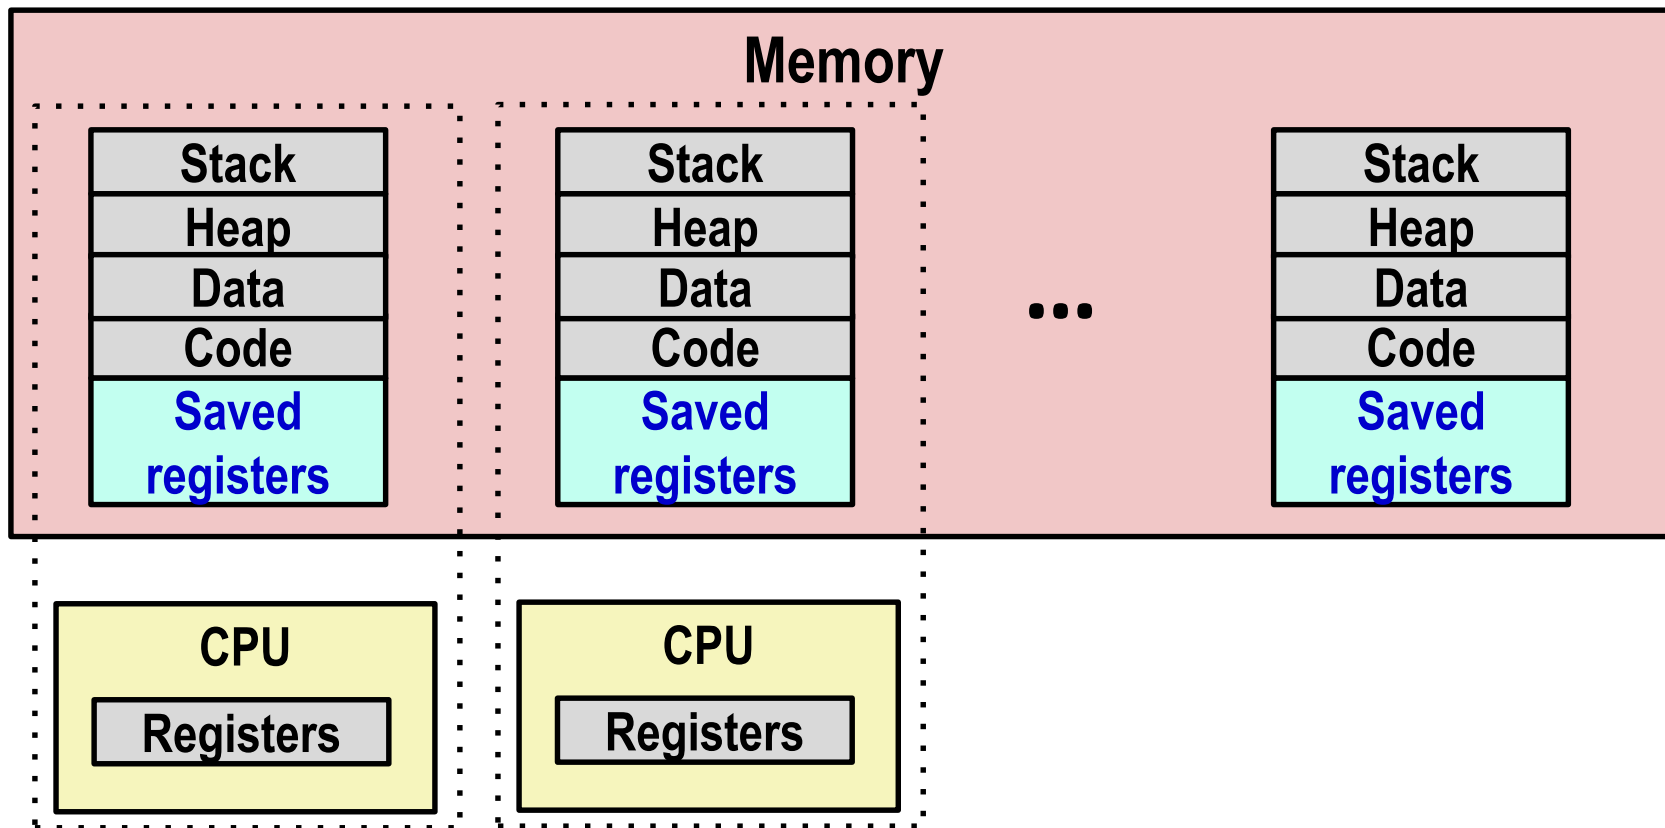 Memory
Stack
Heap
Data
Code
Saved
registers
Stack
Heap
Data
Code
Saved
registers
...
Stack
Heap
Data
Code
Saved
registers
CPU
Registers
CPU
Registers